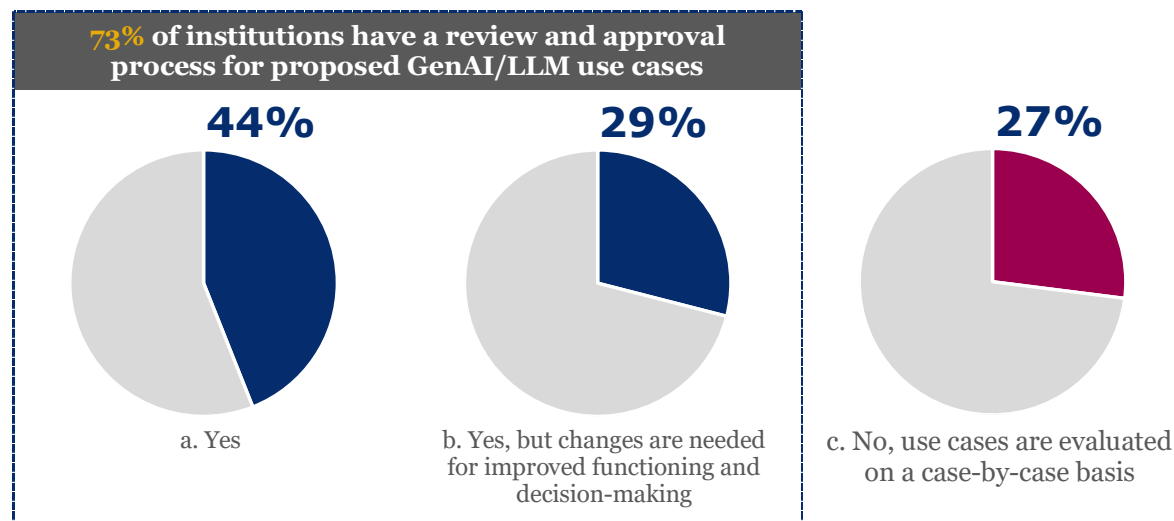 73% of institutions have a review and approval
process for proposed GenAI/LLM use cases
44%
29%
27%
a. Yes
b. Yes, but changes are needed
for improved functioning and
decision-making
c. No, use cases are evaluated
on a case-by-case basis